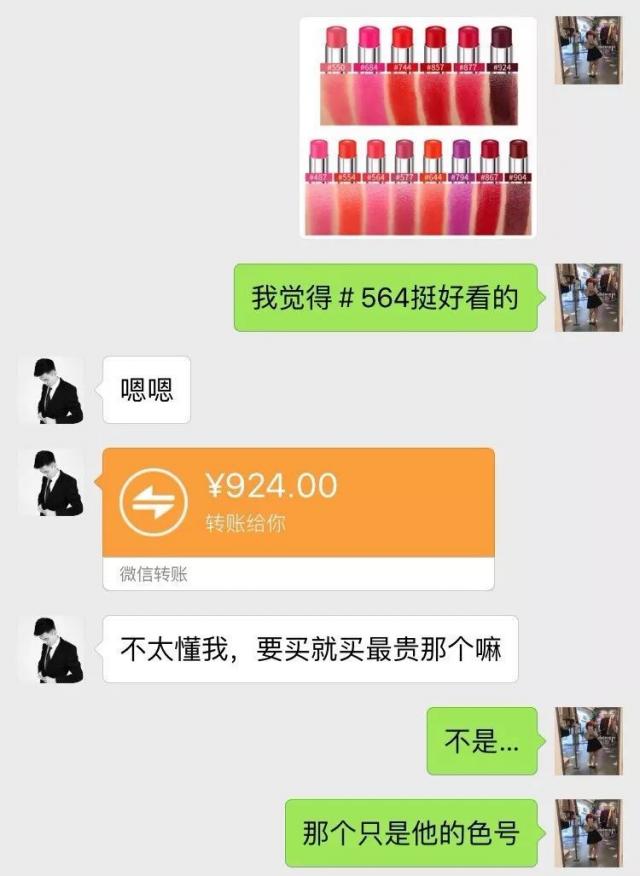 #550 #684 #744 #857 #877 #924
#487 #554 #564 #577 #644 #794 #867 #904
我觉得#564挺好看的
嗯嗯
¥924.00
转账给你
微信转账
不太懂我，要买就买最贵那个嘛
不是...
那个只是他的色号